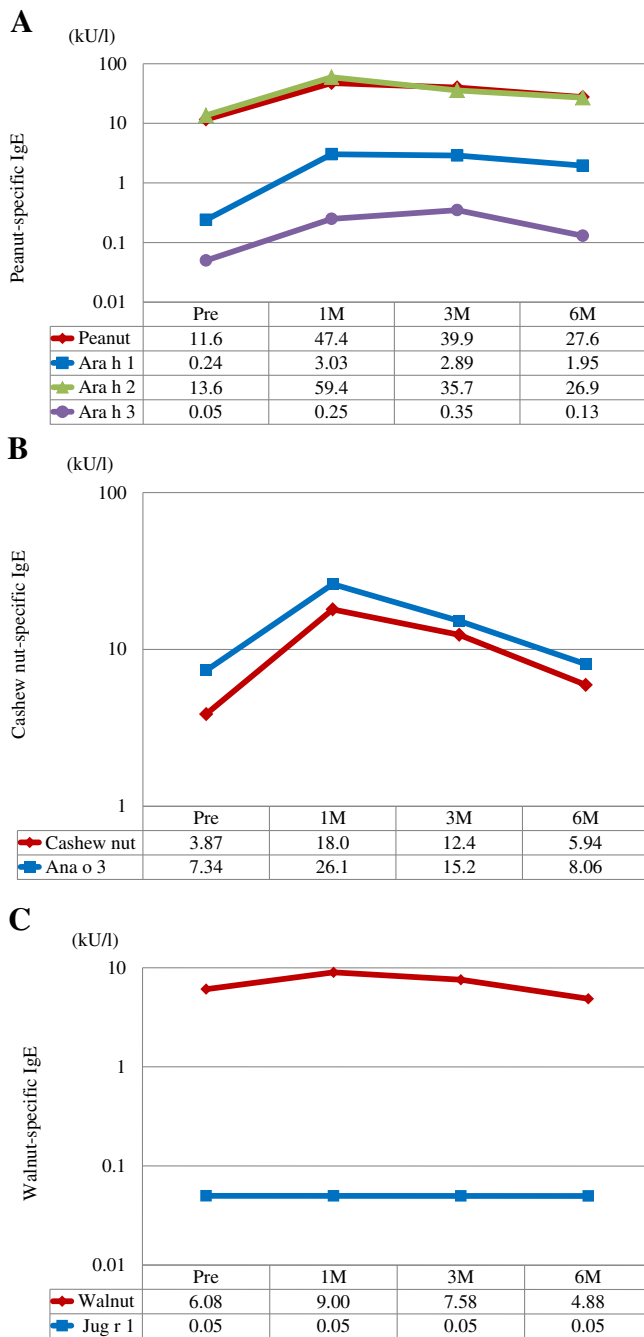 A
(kU/l)
Peanut-specific IgE
100
10
1
0.1
0.01
Pre 1M 3M 6M
Peanut 11.6 47.4 39.9 27.6
Ara h 1 0.24 3.03 2.89 1.95
Ara h 2 13.6 59.4 35.7 26.9
Ara h 3 0.05 0.25 0.35 0.13
B
(kU/l)
Cashew nut-specific IgE
100
10
1
Pre 1M 3M 6M
Cashew nut 3.87 18.0 12.4 5.94
Ana o 3 7.34 26.1 15.2 8.06
C
(kU/l)
Walnut-specific IgE
10
1
0.1
0.01
Pre 1M 3M 6M
Walnut 6.08 9.00 7.58 4.88
Jug r 1 0.05 0.05 0.05 0.05